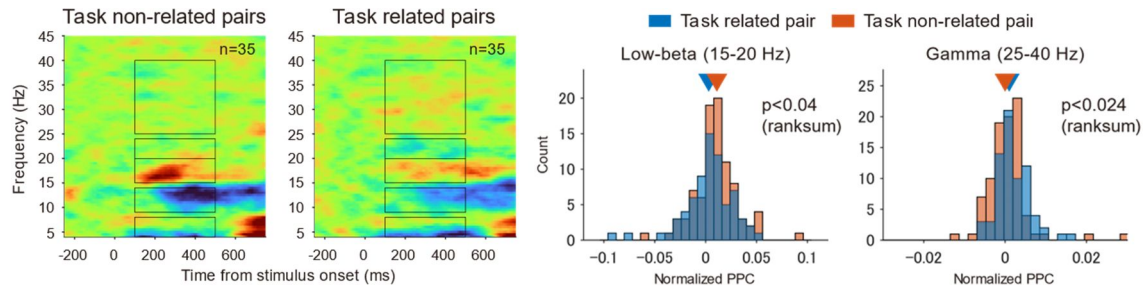 Task non-related pairs
Task related pairs
Task related pair
Task non-related pair
Low-beta (15-20 Hz)
Gamma (25-40 Hz)
45
40
35
30
25
20
15
10
5
Frequency (Hz)
n=35
0
200
400
600
45
40
35
30
25
20
15
10
5
n=35
0
200
400
600
Time from stimulus onset (ms)
Count
20
15
10
5
0
p<0.04
(ranksum)
−0.1
−0.05
0
0.05
0.1
Normalized PPC
25
20
15
10
5
0
p<0.024
(ranksum)
−0.02
0
0.02
Normalized PPC